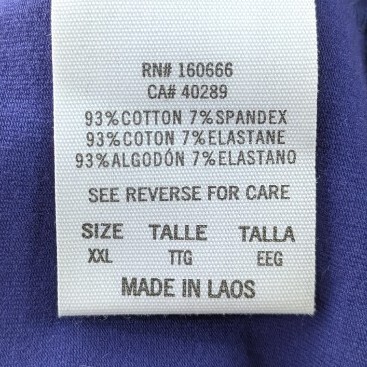 RN# 160666
CA# 40289
93%COTTON 7%SPANDEX
93%COTON 7%ELASTANE
93%ALGODÓN 7%ELASTANO
SEE REVERSE FOR CARE
SIZE TALLE TALLA
XXL TTG EEG
MADE IN LAOS